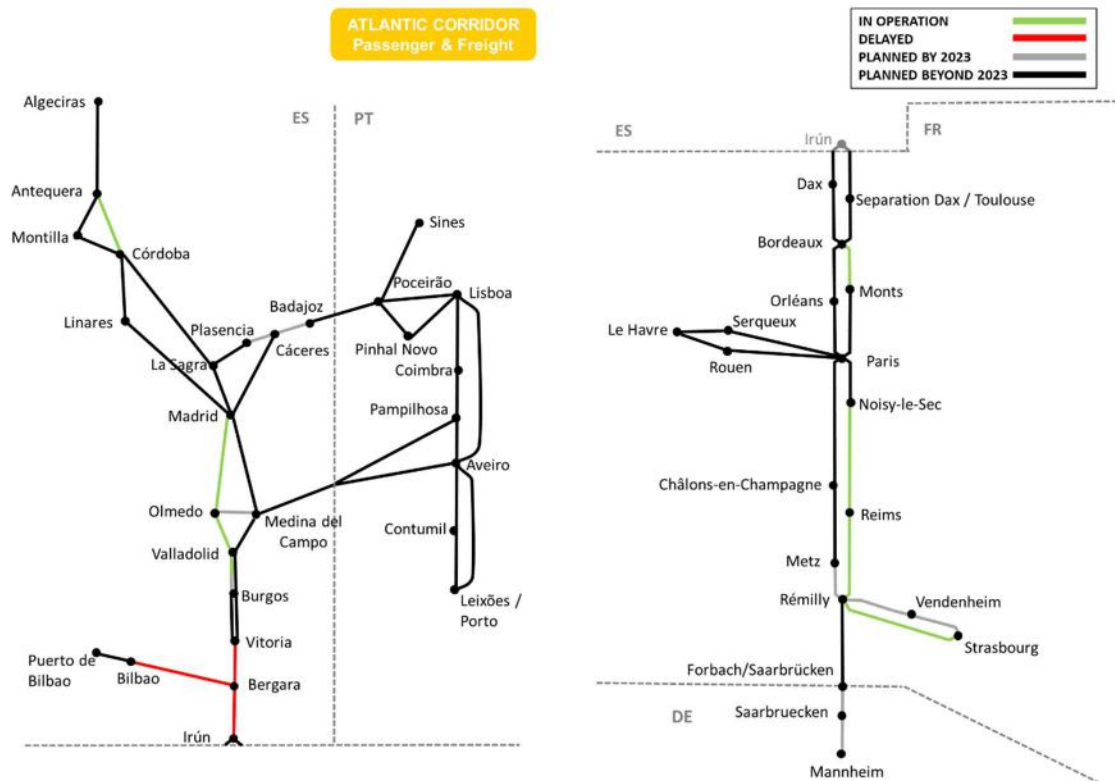 ATLANTIC CORRIDOR
Passenger & Freight
IN OPERATION
DELAYED
PLANNED BY 2023
PLANNED BEYOND 2023
Algeciras
ES
PT
Antequera
Montilla
Córdoba
Sines
Poceirão
Lisboa
Badajoz
Linares
Plasencia
Cáceres
Pinhal Novo
La Sagra
Coimbra
Madrid
Pampilhosa
Aveiro
Olmedo
Medina del
Campo
Contumil
Valladolid
Burgos
Leixões /
Porto
Vitoria
Puerto de
Bilbao
Bilbao
Bergara
Irún
ES
Irún
FR
Dax
Separation Dax / Toulouse
Bordeaux
Orléans
Monts
Le Havre
Serqueux
Rouen
Paris
Noisy-le-Sec
Châlons-en-Champagne
Reims
Metz
Rémilly
Vendenheim
Strasbourg
Forbach/Saarbrücken
DE
Saarbruecken
Mannheim